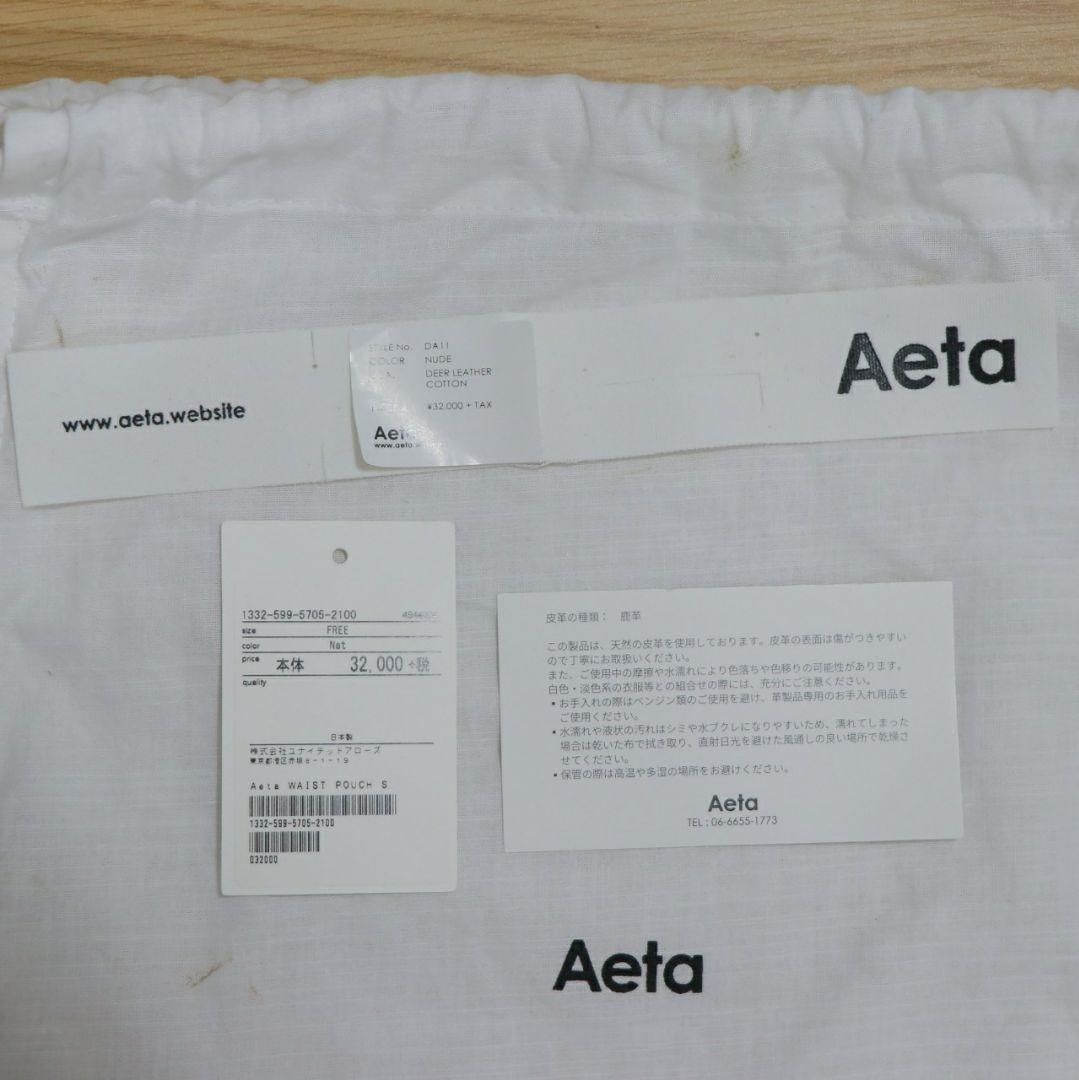 www.aeta.website
STYLE No. DA11
COLOR NUDE
DEER LEATHER
COTTON
¥32,000 + TAX
Aeta
www.aeta.w
Aeta
1332-599-5705-2100
size FREE
color Nat
price 本体 32,000 +税
quality
日本製
株式会社ユナイテッドアローズ
東京都港区赤坂8-1-19
Aeta WAIST POUCH S
1332-599-5705-2100
032000
皮革の種類： 鹿革
この製品は、天然の皮革を使用しております。皮革の表面は傷がつきやすい
ので丁寧にお取扱いください。
また、ご使用中の摩擦や水濡れにより色落ちや色移りの可能性があります。
白色・淡色系の衣服等との組合せの際には、充分にご注意ください。
▪お手入れの際はベンジン類のご使用を避け、革製品専用のお手入れ用品を
ご使用ください。
▪水濡れや液状の汚れはシミや水ブクレになりやすいため、濡れてしまった
場合は乾いた布で拭き取り、直射日光を避けた風通しの良い場所で乾燥さ
せてください。
▪保管の際は高温や多湿の場所をお避けください。
Aeta
TEL : 06-6655-1773
Aeta